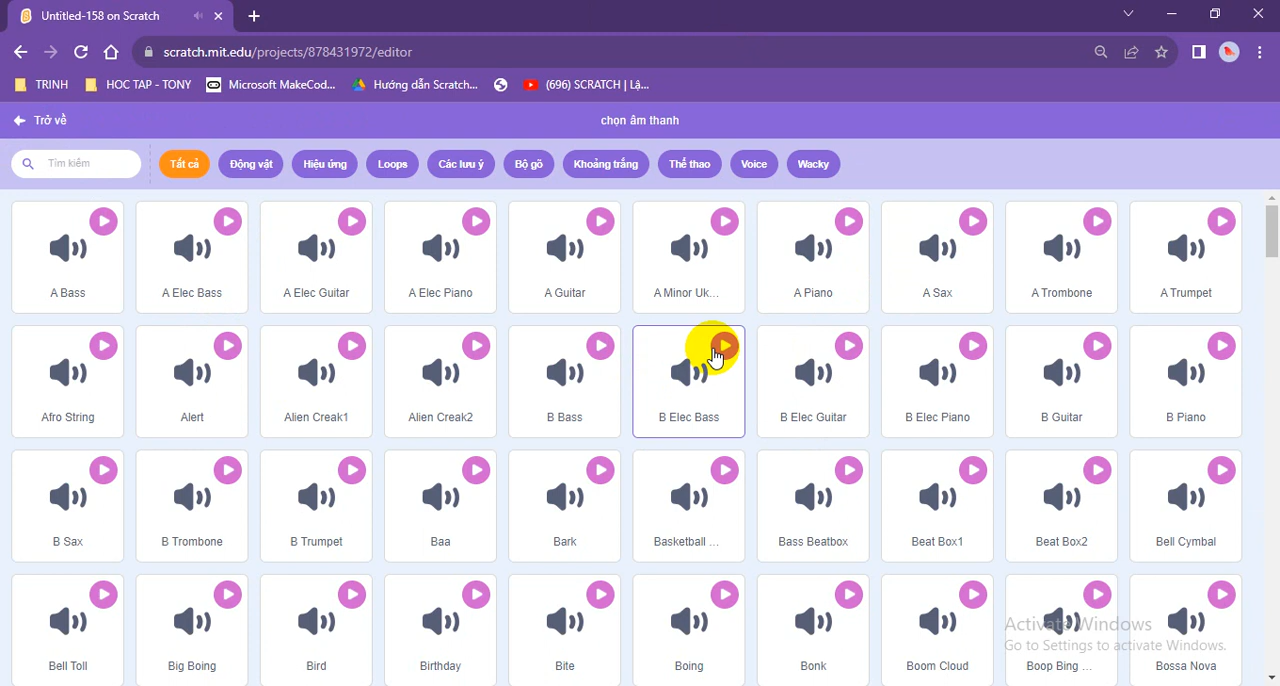 Untitled-158 on Scratch
scratch.mit.edu/projects/878431972/editor
TRINH
HOC TAP - TONY
Microsoft MakeCod...
Hướng dẫn Scratch...
(696) SCRATCH | Lậ...
Trở về
chọn âm thanh
Tìm kiếm
Tất cả
Động vật
Hiệu ứng
Loops
Các lưu ý
Bộ gõ
Khoảng trắng
Thể thao
Voice
Wacky
A Bass
A Elec Bass
A Elec Guitar
A Elec Piano
A Guitar
A Minor Uk...
A Piano
A Sax
A Trombone
A Trumpet
Afro String
Alert
Alien Creak1
Alien Creak2
B Bass
B Elec Bass
B Elec Guitar
B Elec Piano
B Guitar
B Piano
B Sax
B Trombone
B Trumpet
Baa
Bark
Basketball ...
Bass Beatbox
Beat Box1
Beat Box2
Bell Cymbal
Bell Toll
Big Boing
Bird
Birthday
Bite
Boing
Bonk
Boom Cloud
Boop Bing ...
Bossa Nova
Activate Windows
Go to Settings to activate Windows.